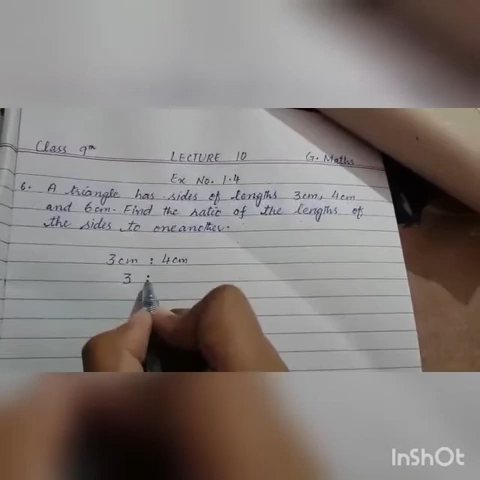 Class 9th LECTURE 10 G. Maths
Ex No. 1.4
6. A triangle has sides of lengths 3cm, 4cm
and 6cm. Find the ratio of the lengths of
the sides to oneanother.
3cm : 4cm
3 :
InShOt